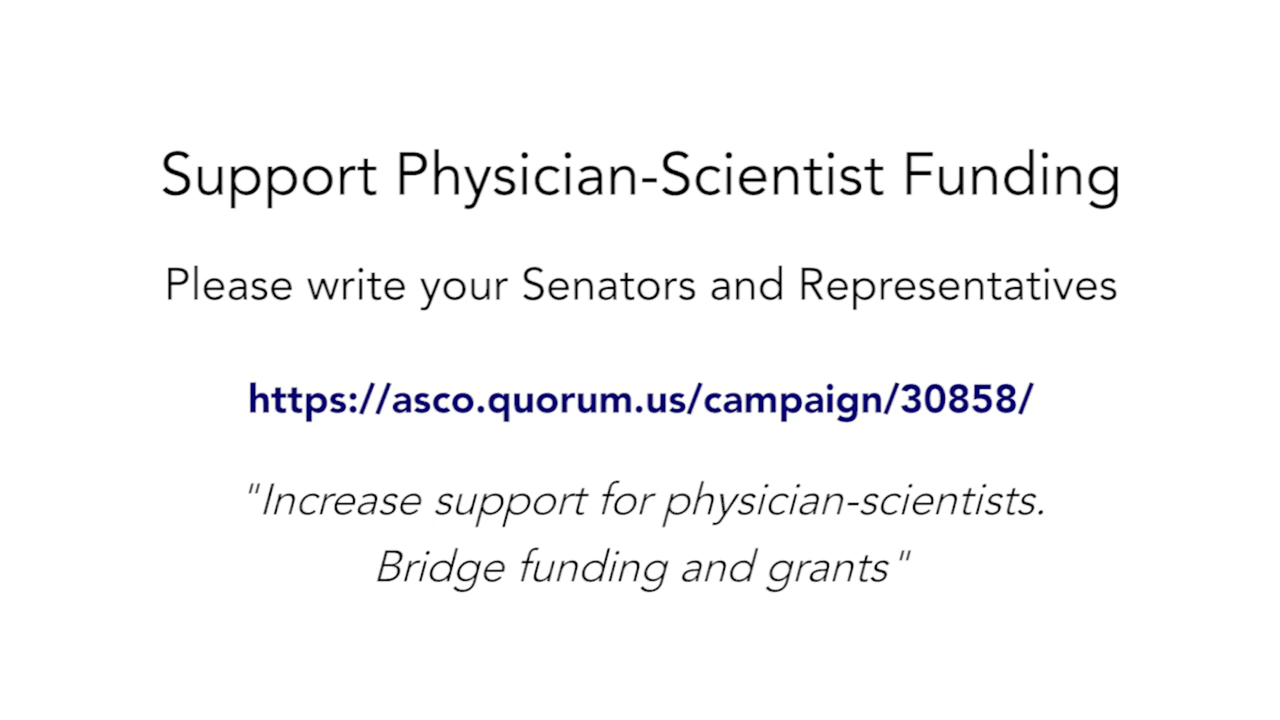 Support Physician-Scientist Funding
Please write your Senators and Representatives
https://asco.quorum.us/campaign/30858/
"Increase support for physician-scientists.
Bridge funding and grants"